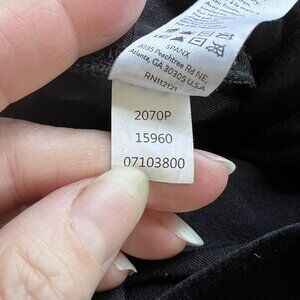 SPANX
3035 Peachtree Rd NE
Atlanta, GA 30305 U.S.A
RN112121
2070P
15960
07103800